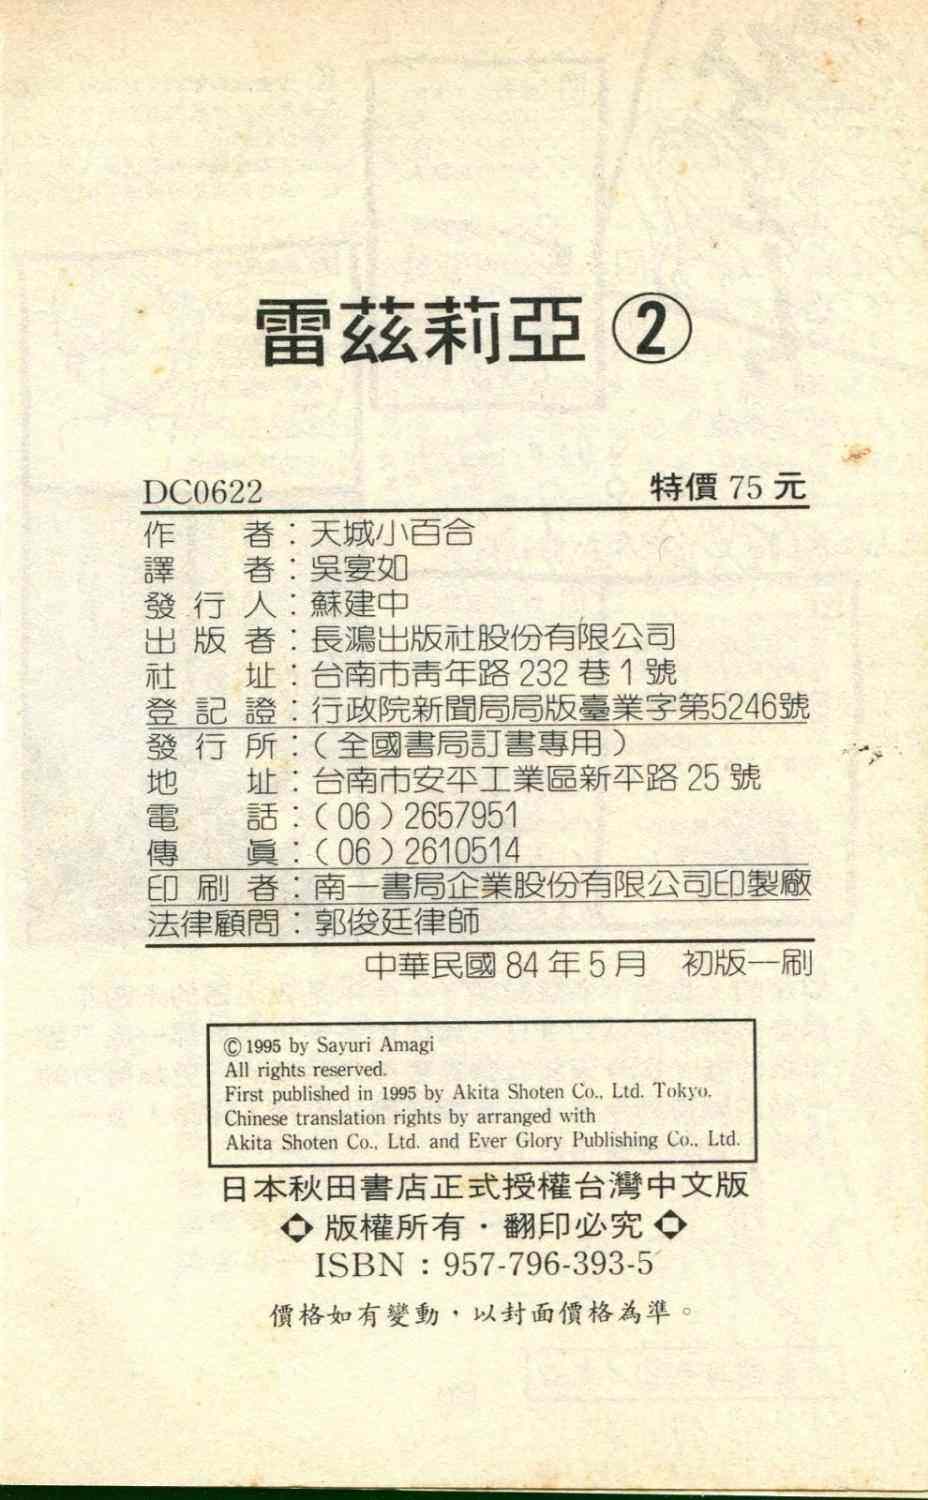 雷茲莉亞 ②
DC0622 特價 75 元
作者：天城小百合
譯者：吳宴如
發行人：蘇建中
出版者：長鴻出版社股份有限公司
社址：台南市靑年路 232 巷 1 號
登記證：行政院新聞局局版臺業字第5246號
發行所：（全國書局訂書專用）
地址：台南市安平工業區新平路 25 號
電話：（06）2657951
傳眞：（06）2610514
印刷者：南一書局企業股份有限公司印製廠
法律顧問：郭俊廷律師
中華民國 84 年 5 月 初版一刷
© 1995 by Sayuri Amagi
All rights reserved.
First published in 1995 by Akita Shoten Co., Ltd. Tokyo.
Chinese translation rights by arranged with
Akita Shoten Co., Ltd. and Ever Glory Publishing Co., Ltd.
日本秋田書店正式授權台灣中文版
版權所有・翻印必究
ISBN：957-796-393-5
價格如有變動，以封面價格為準。